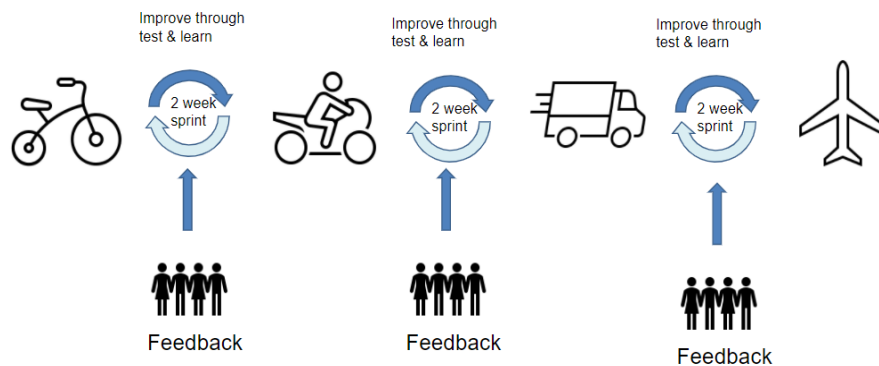 Improve through
test & learn
2 week
sprint
Feedback
Improve through
test & learn
2 week
sprint
Feedback
Improve through
test & learn
2 week
sprint
Feedback